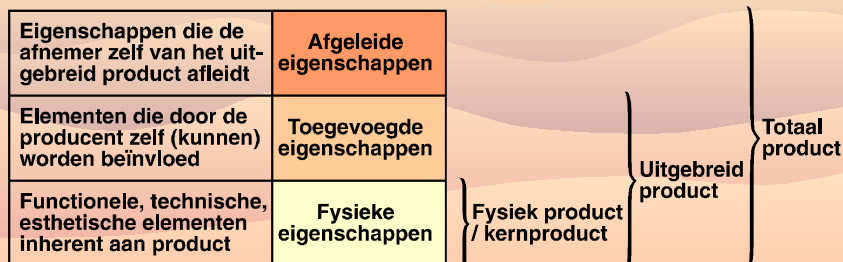 Eigenschappen die de
afnemer zelf van het uit-
gebreid product afleidt
Afgeleide
eigenschappen
Elementen die door de
producent zelf (kunnen)
worden beïnvloed
Toegevoegde
eigenschappen
Functionele, technische,
esthetische elementen
inherent aan product
Fysieke
eigenschappen
Fysiek product
/ kernproduct
Uitgebreid
product
Totaal
product